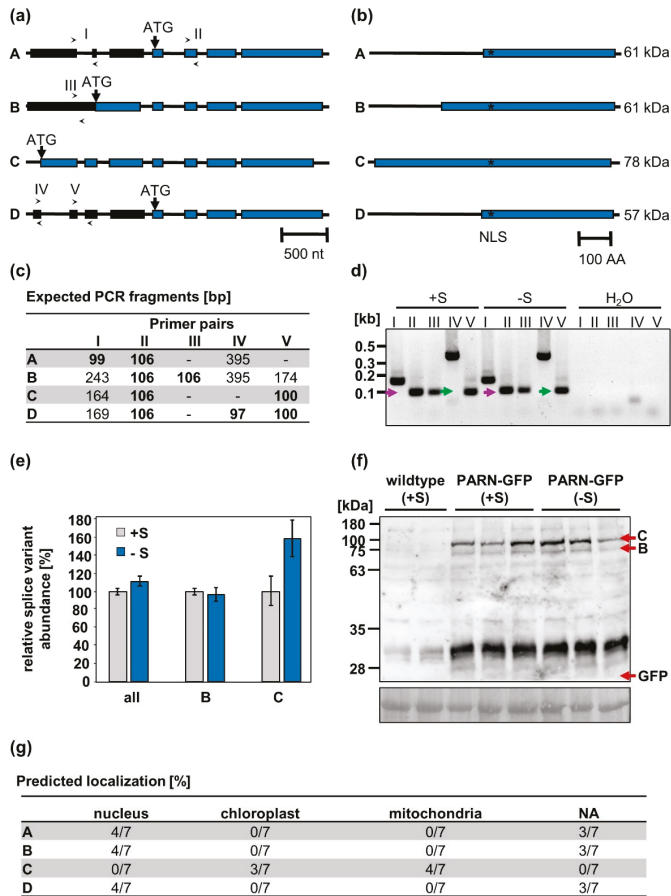 (a)
(b)
I ATG II
A
A 61 kDa
III ATG
B
B 61 kDa
ATG
C
C 78 kDa
IV V ATG
D
D * 57 kDa
500 nt
NLS
100 AA
(c)
Expected PCR fragments [bp]
Primer pairs
I II III IV V
A 99 106 - 395 -
B 243 106 106 395 174
C 164 106 - - 100
D 169 106 - 97 100
(d)
+S -S H2O
[kb] I II III IV V I II III IV V I II III IV V
0.5
0.3
0.2
0.1
(e)
relative splice variant
abundance [%]
180
160
140
120
100
80
60
40
20
0
+S
- S
all B C
(f)
wildtype PARN-GFP PARN-GFP
(+S) (+S) (-S)
[kDa]
180
100 C
75 B
63
35
28 GFP
(g)
Predicted localization [%]
nucleus chloroplast mitochondria NA
A 4/7 0/7 0/7 3/7
B 4/7 0/7 0/7 3/7
C 0/7 3/7 4/7 0/7
D 4/7 0/7 0/7 3/7